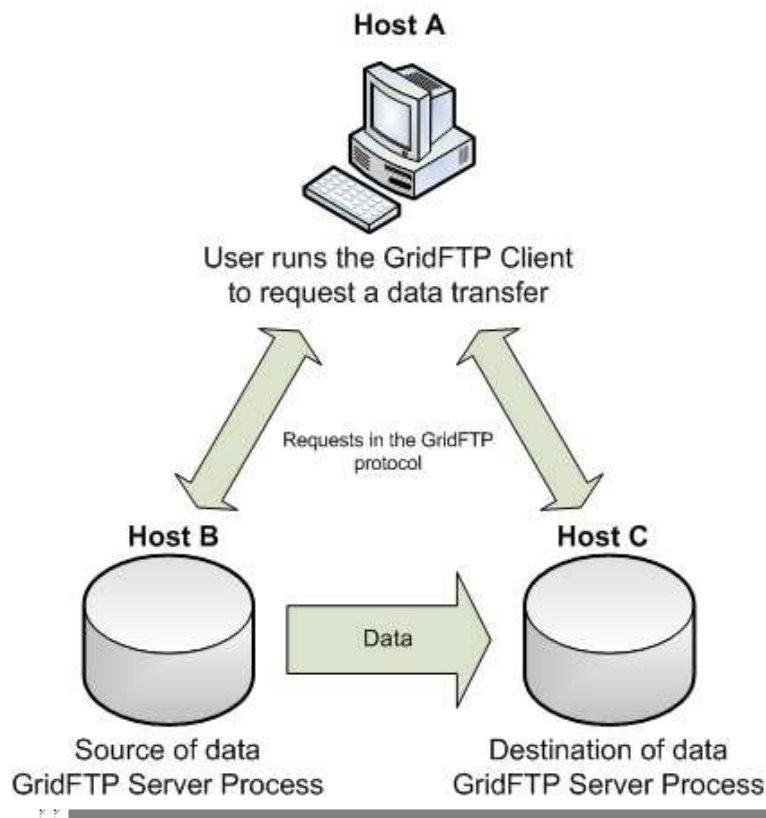 Host A
User runs the GridFTP Client
to request a data transfer
Requests in the GridFTP
protocol
Host B
Host C
Data
Source of data
GridFTP Server Process
Destination of data
GridFTP Server Process